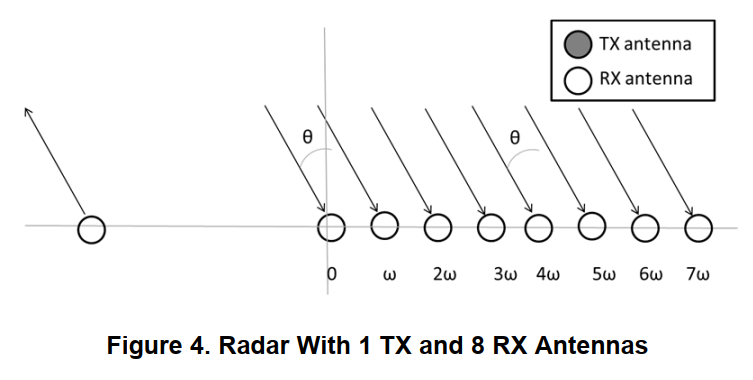 TX antenna
RX antenna
θ θ
0 ω 2ω 3ω 4ω 5ω 6ω 7ω
Figure 4. Radar With 1 TX and 8 RX Antennas